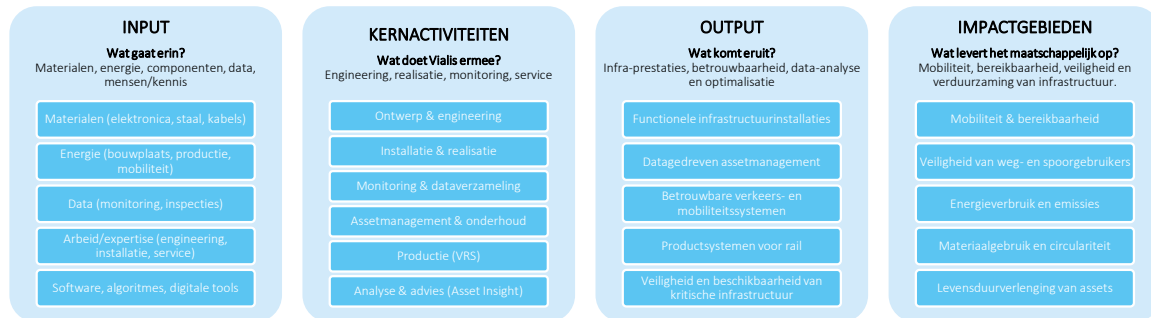 INPUT
Wat gaat erin?
Materialen, energie, componenten, data,
mensen/kennis
Materialen (elektronica, staal, kabels)
Energie (bouwplaats, productie,
mobiliteit)
Data (monitoring, inspecties)
Arbeid/expertise (engineering,
installatie, service)
Software, algoritmes, digitale tools
KERNACTIVITEITEN
Wat doet Vialis ermee?
Engineering, realisatie, monitoring, service
Ontwerp & engineering
Installatie & realisatie
Monitoring & dataverzameling
Assetmanagement & onderhoud
Productie (VRS)
Analyse & advies (Asset Insight)
OUTPUT
Wat komt eruit?
Infra-prestaties, betrouwbaarheid, data-analyse
en optimalisatie
Functionele infrastructuurinstallaties
Datagedreven assetmanagement
Betrouwbare verkeers- en
mobiliteitssystemen
Productsystemen voor rail
Veiligheid en beschikbaarheid van
kritische infrastructuur
IMPACTGEBIEDEN
Wat levert het maatschappelijk op?
Mobiliteit, bereikbaarheid, veiligheid en
verduurzaming van infrastructuur.
Mobiliteit & bereikbaarheid
Veiligheid van weg- en spoorgebruikers
Energieverbruik en emissies
Materiaalgebruik en circulariteit
Levensduurverlenging van assets